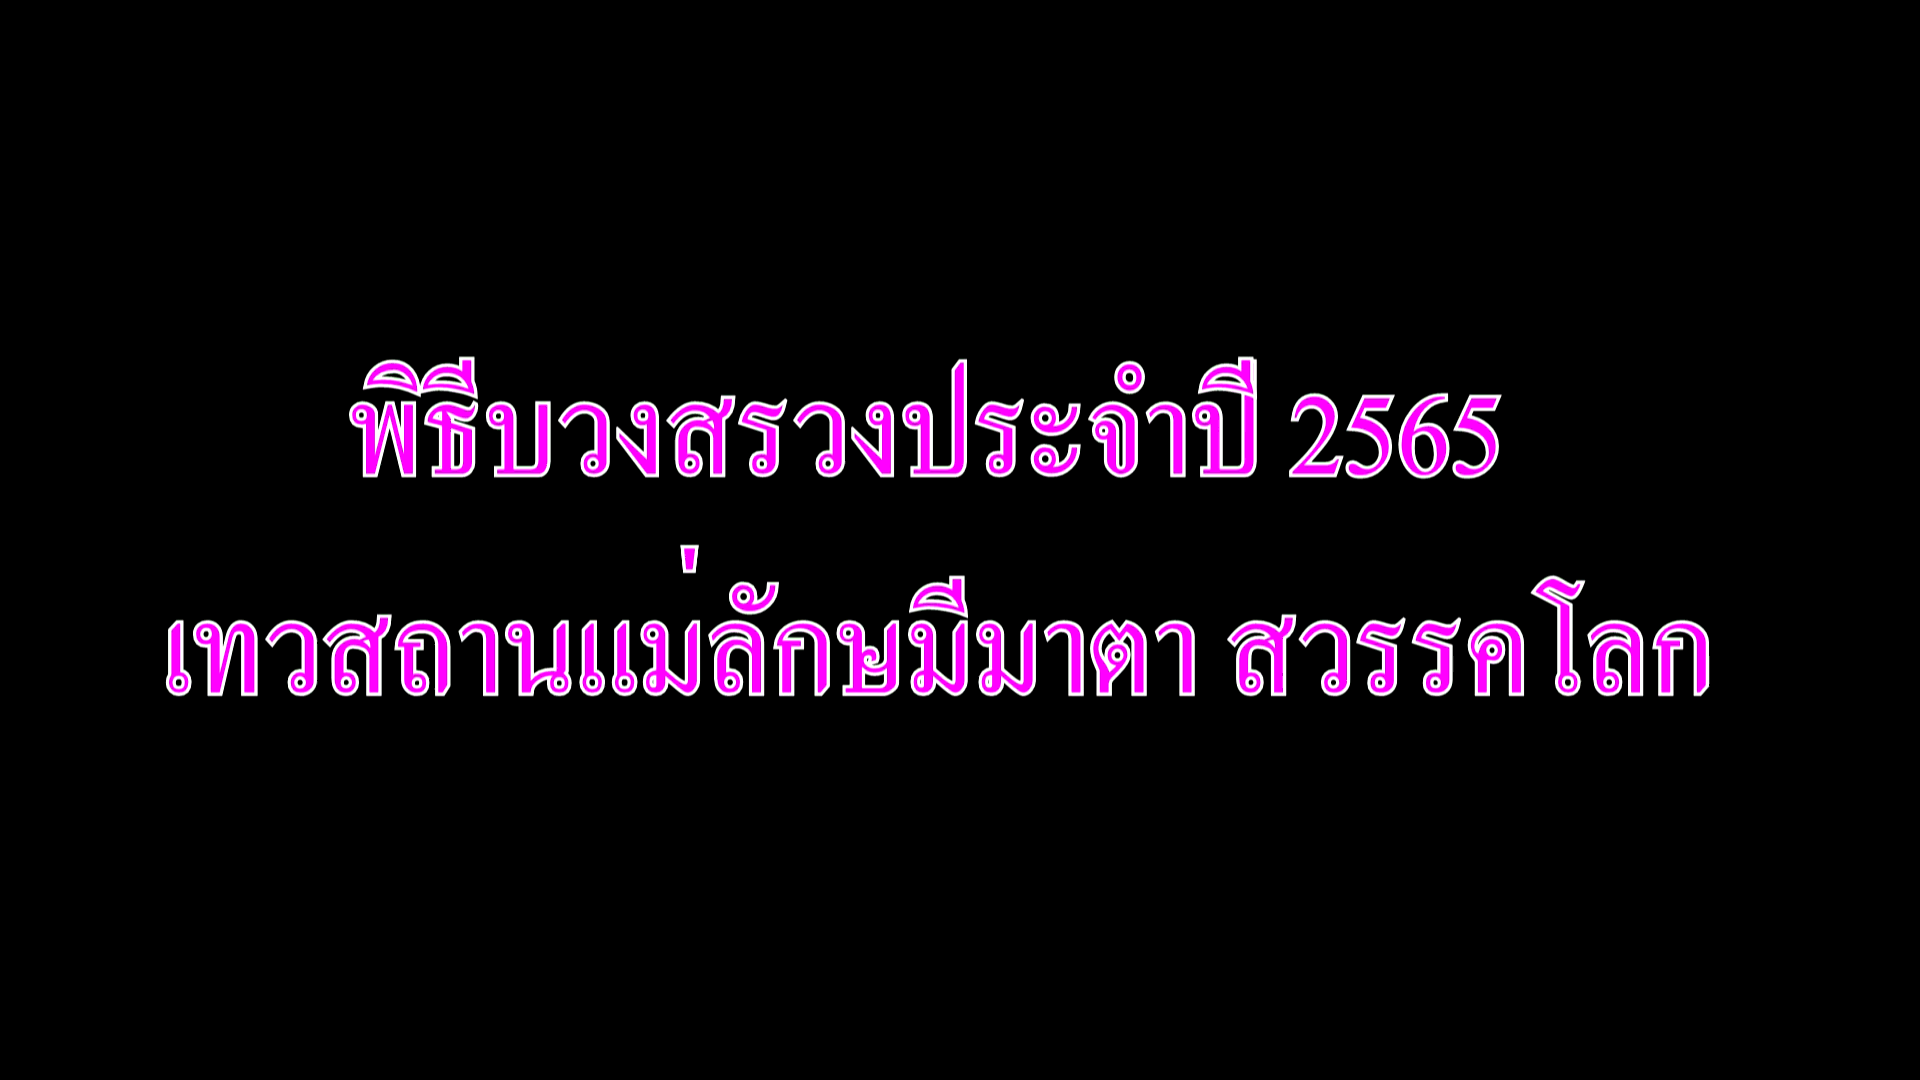 พิธีบวงสรวงประจำปี 2565
เทวสถานแม่ลักษมีมาตา สวรรคโลก